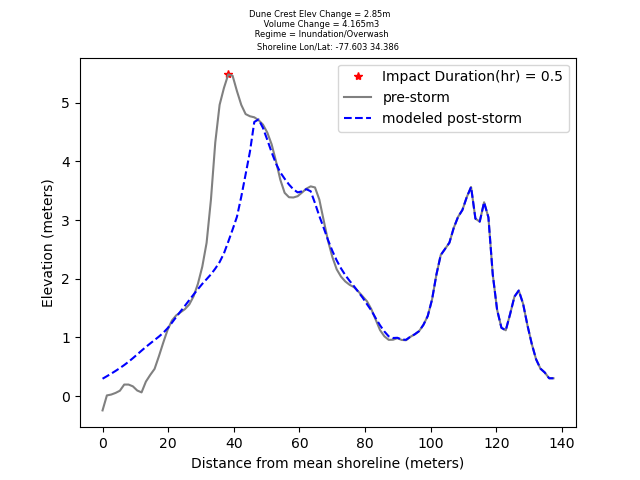 Dune Crest Elev Change = 2.85m
Volume Change = 4.165m3
Regime = Inundation/Overwash
Shoreline Lon/Lat: -77.603 34.386
Impact Duration(hr) = 0.5
pre-storm
modeled post-storm
5
4
3
2
1
0
Elevation (meters)
0 20 40 60 80 100 120 140
Distance from mean shoreline (meters)